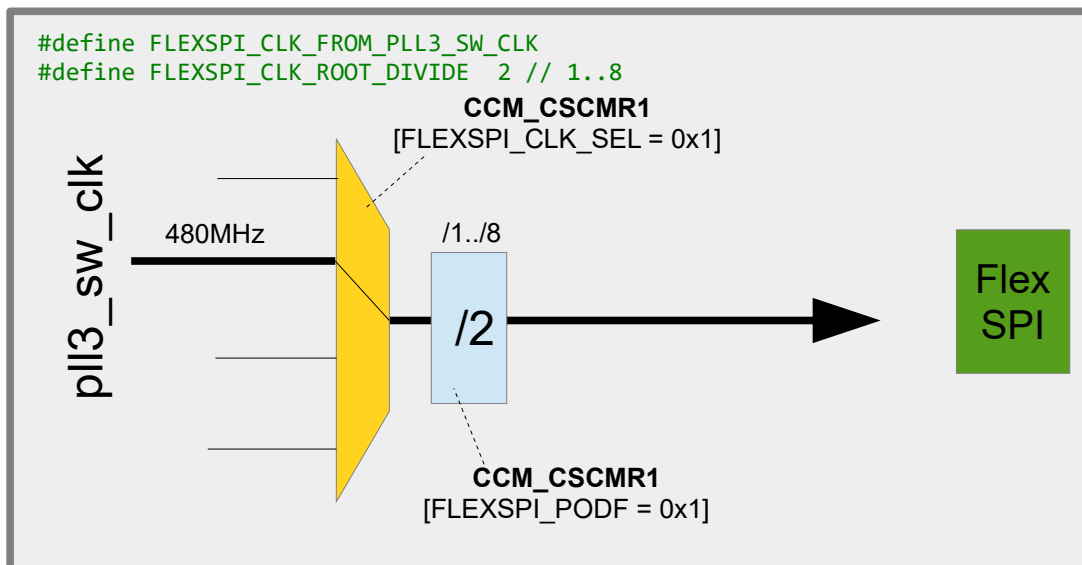 #define FLEXSPI_CLK_FROM_PLL3_SW_CLK
#define FLEXSPI_CLK_ROOT_DIVIDE  2 // 1..8
CCM_CSCMR1
[FLEXSPI_CLK_SEL = 0x1]
pll3_sw_clk
480MHz
/1../8
/2
Flex
SPI
CCM_CSCMR1
[FLEXSPI_PODF = 0x1]